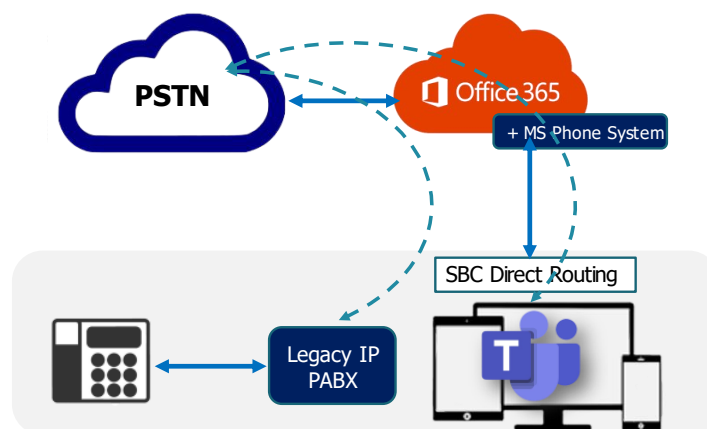 PSTN
Office 365
+ MS Phone System
SBC Direct Routing
Legacy IP
PABX
T